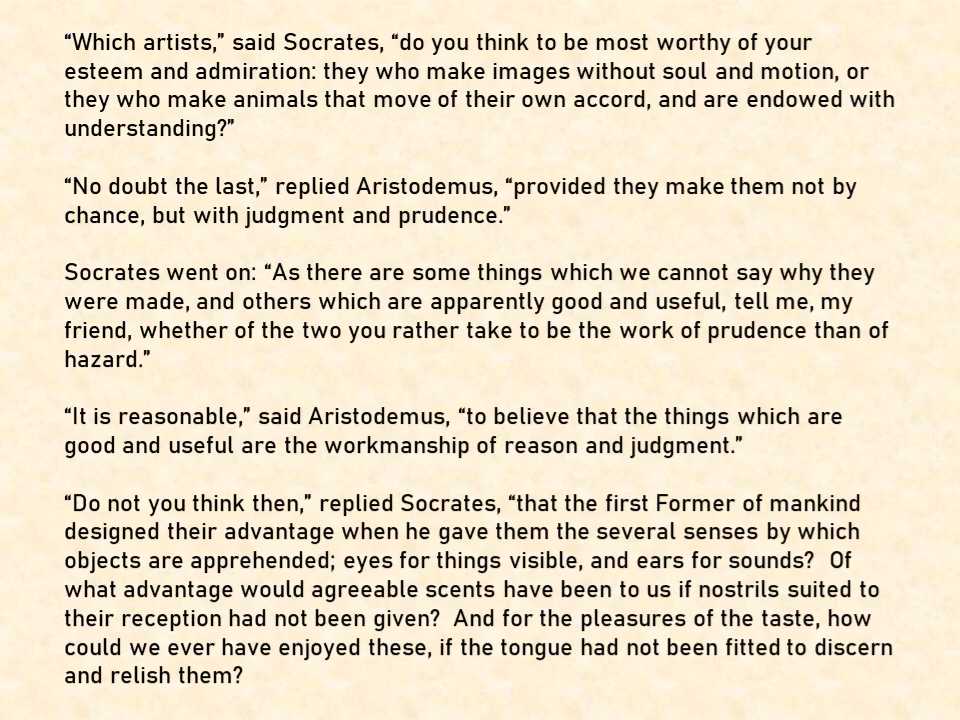 “Which artists,” said Socrates, “do you think to be most worthy of your
esteem and admiration: they who make images without soul and motion, or
they who make animals that move of their own accord, and are endowed with
understanding?”
“No doubt the last,” replied Aristodemus, “provided they make them not by
chance, but with judgment and prudence.”
Socrates went on: “As there are some things which we cannot say why they
were made, and others which are apparently good and useful, tell me, my
friend, whether of the two you rather take to be the work of prudence than of
hazard.”
“It is reasonable,” said Aristodemus, “to believe that the things which are
good and useful are the workmanship of reason and judgment.”
“Do not you think then,” replied Socrates, “that the first Former of mankind
designed their advantage when he gave them the several senses by which
objects are apprehended; eyes for things visible, and ears for sounds?  Of
what advantage would agreeable scents have been to us if nostrils suited to
their reception had not been given?  And for the pleasures of the taste, how
could we ever have enjoyed these, if the tongue had not been fitted to discern
and relish them?